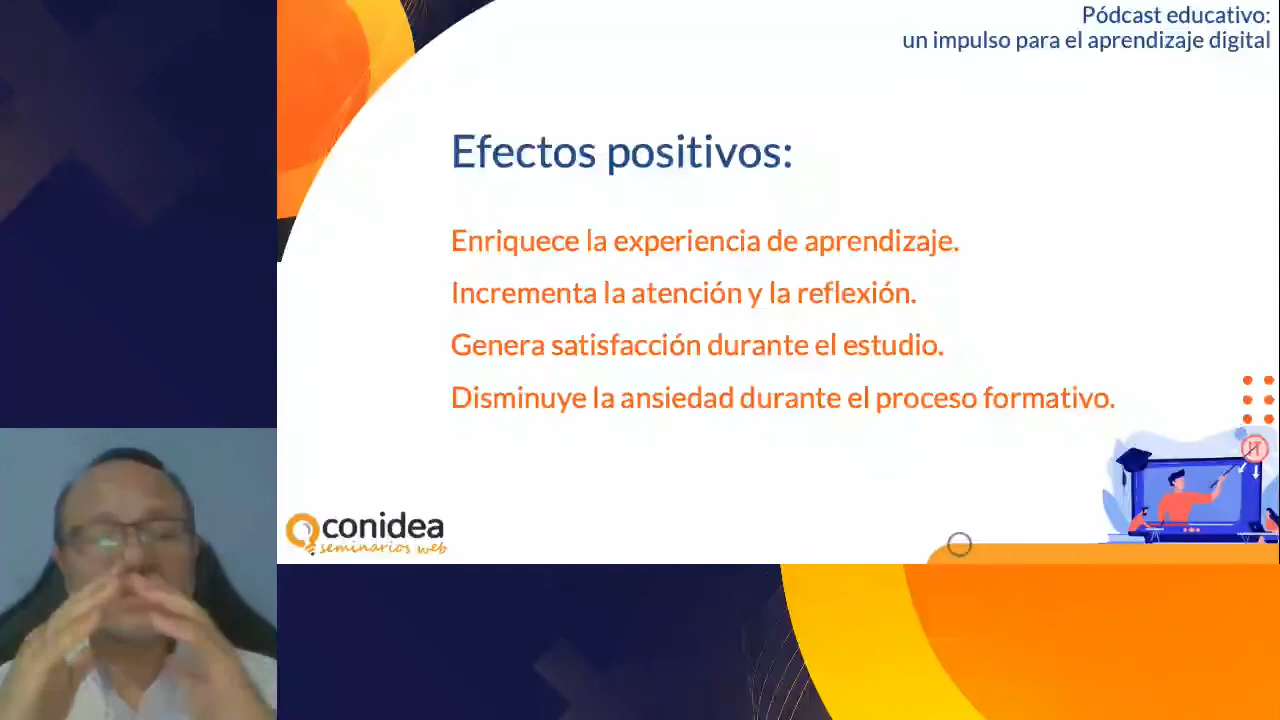 Pódcast educativo:
un impulso para el aprendizaje digital
Efectos positivos:
Enriquece la experiencia de aprendizaje.
Incrementa la atención y la reflexión.
Genera satisfacción durante el estudio.
Disminuye la ansiedad durante el proceso formativo.
IT
conidea
seminarios web